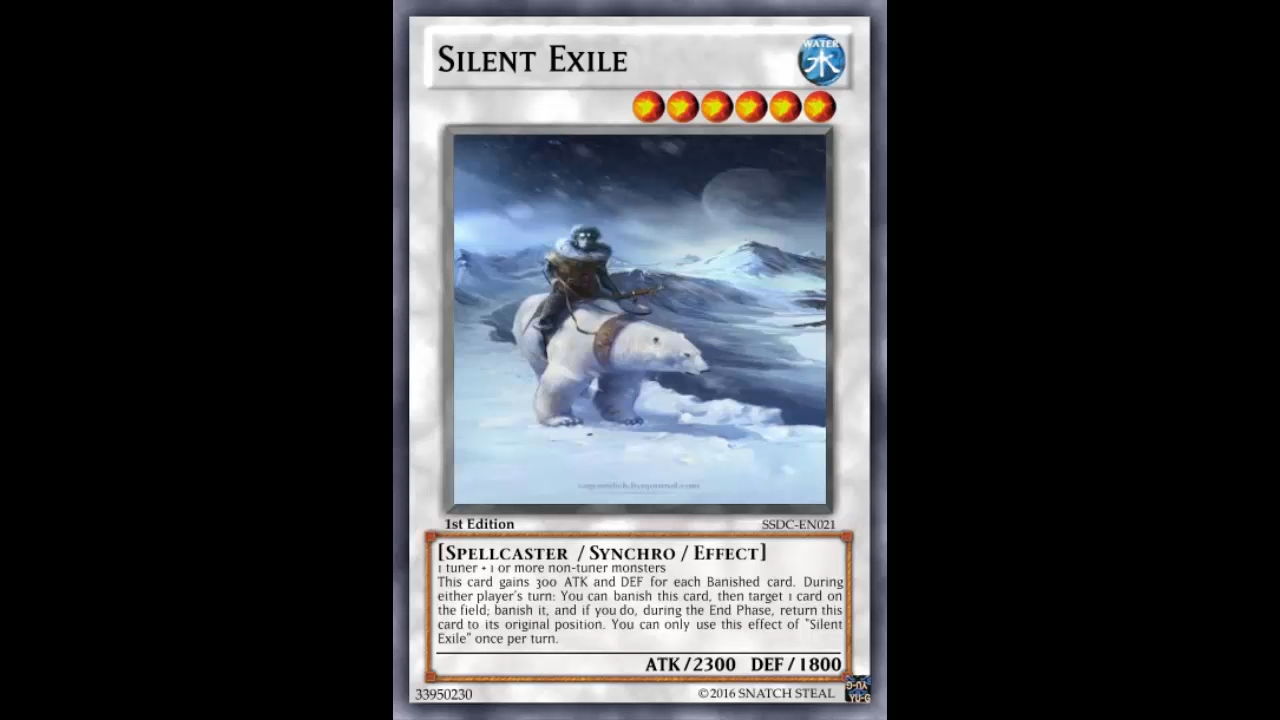 SILENT EXILE
WATER
水
1st Edition
SSDC-EN021
[SPELLCASTER / SYNCHRO / EFFECT]
1 tuner + 1 or more non-tuner monsters
This card gains 300 ATK and DEF for each Banished card. During
either player's turn: You can banish this card, then target 1 card on
the field; banish it, and if you do, during the End Phase, return this
card to its original position. You can only use this effect of "Silent
Exile" once per turn.
ATK/2300 DEF/1800
33950230
©2016 SNATCH STEAL